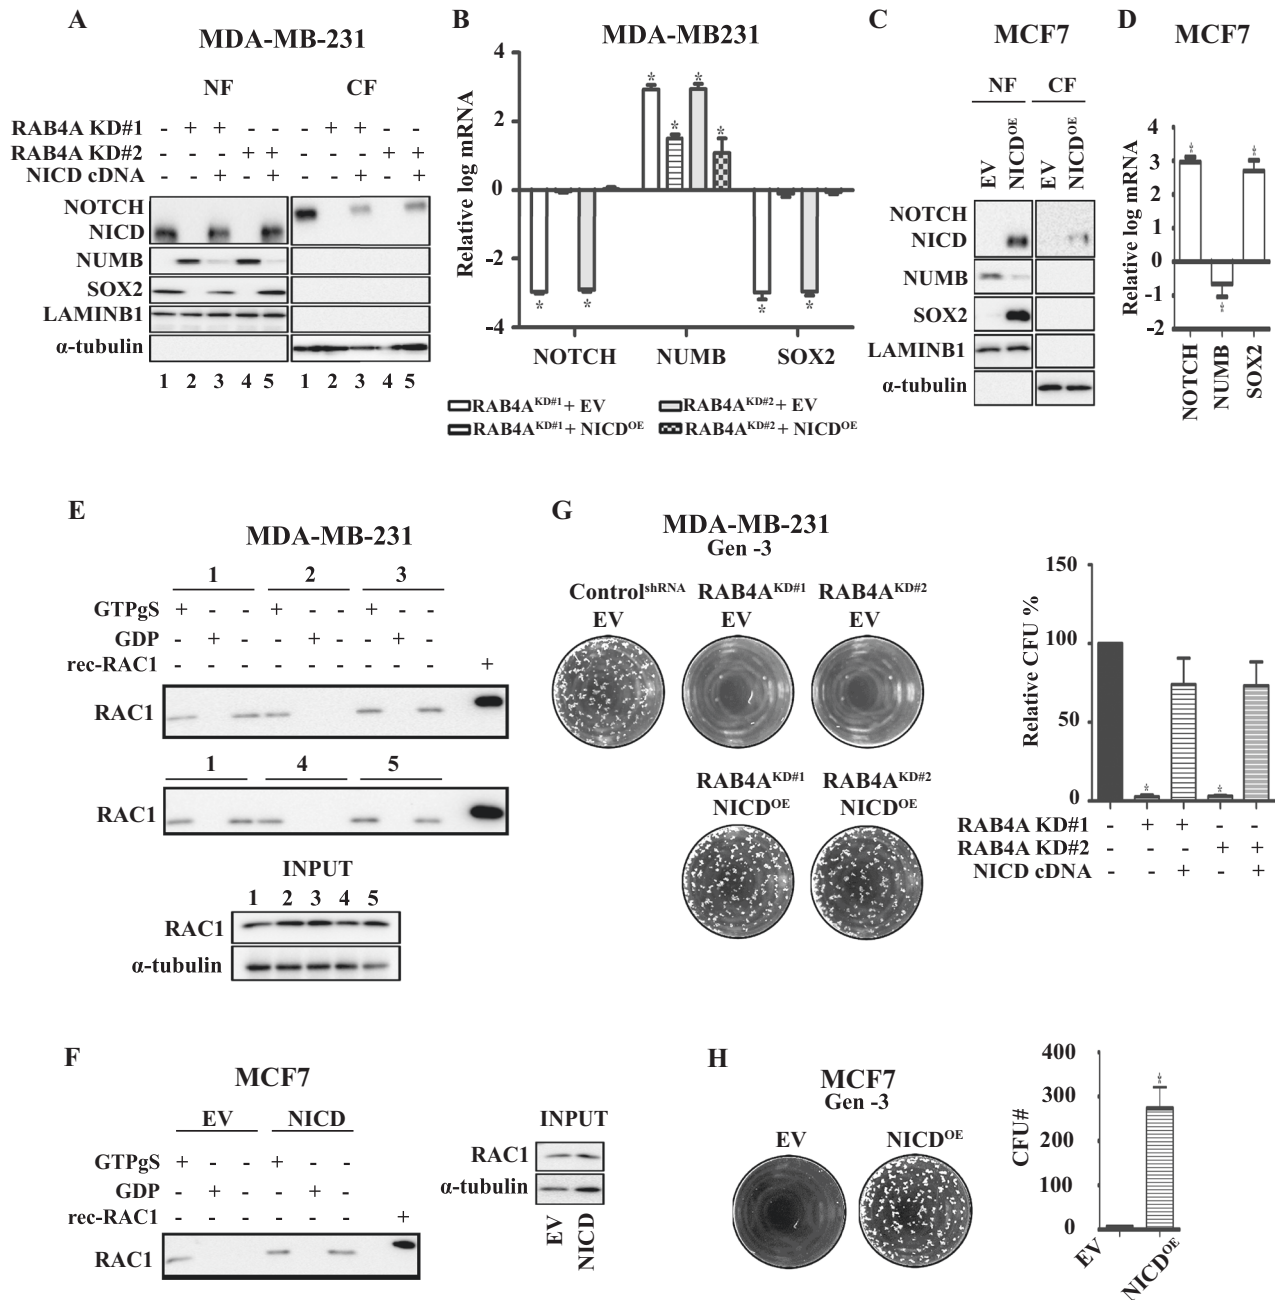 A
MDA-MB-231
NF CF
RAB4A KD#1 - + + - - - + + - -
RAB4A KD#2 - - - + + - - - + +
NICD cDNA - - + - + - - + - +
NOTCH
NICD
NUMB
SOX2
LAMINB1
α-tubulin
1 2 3 4 5 1 2 3 4 5
B
MDA-MB231
Relative log mRNA
4
2
0
-2
-4
* * * * * * * *
NOTCH NUMB SOX2
RAB4A^KD#1 + EV RAB4A^KD#2 + EV
RAB4A^KD#1 + NICD^OE RAB4A^KD#2 + NICD^OE
C
MCF7
NF CF
EV NICD^OE EV NICD^OE
NOTCH
NICD
NUMB
SOX2
LAMINB1
α-tubulin
D
MCF7
Relative log mRNA
4
3
2
1
0
-1
-2
NOTCH NUMB SOX2
E
MDA-MB-231
1 2 3
GTPgS + - - + - - + - -
GDP - + - - + - - + -
rec-RAC1 - - - - - - - - - +
RAC1
1 4 5
RAC1
INPUT
1 2 3 4 5
RAC1
α-tubulin
F
MCF7
EV NICD
GTPgS + - - + - -
GDP - + - - + -
rec-RAC1 - - - - - - +
RAC1
INPUT
RAC1
α-tubulin
EV NICD
G
MDA-MB-231
Gen -3
Control^shRNA RAB4A^KD#1 RAB4A^KD#2
EV EV EV
RAB4A^KD#1 RAB4A^KD#2
NICD^OE NICD^OE
Relative CFU %
150
100
50
0
* *
RAB4A KD#1 - + + - -
RAB4A KD#2 - - - + +
NICD cDNA - - + - +
H
MCF7
Gen -3
EV NICD^OE
CFU#
400
300
200
100
0
EV NICD^OE